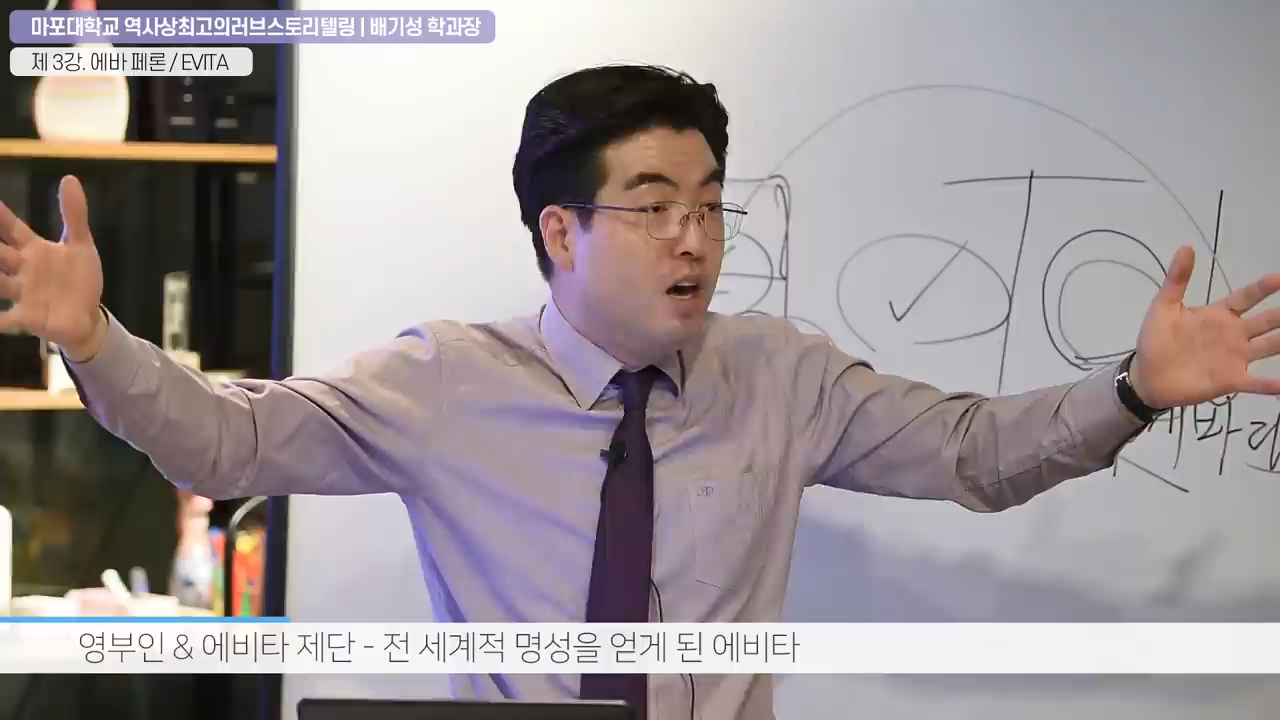 마포대학교 역사상최고의러브스토리텔링 | 배기성 학과장
제 3강. 에바 페론 / EVITA
영부인 & 에비타 제단 - 전 세계적 명성을 얻게 된 에비타